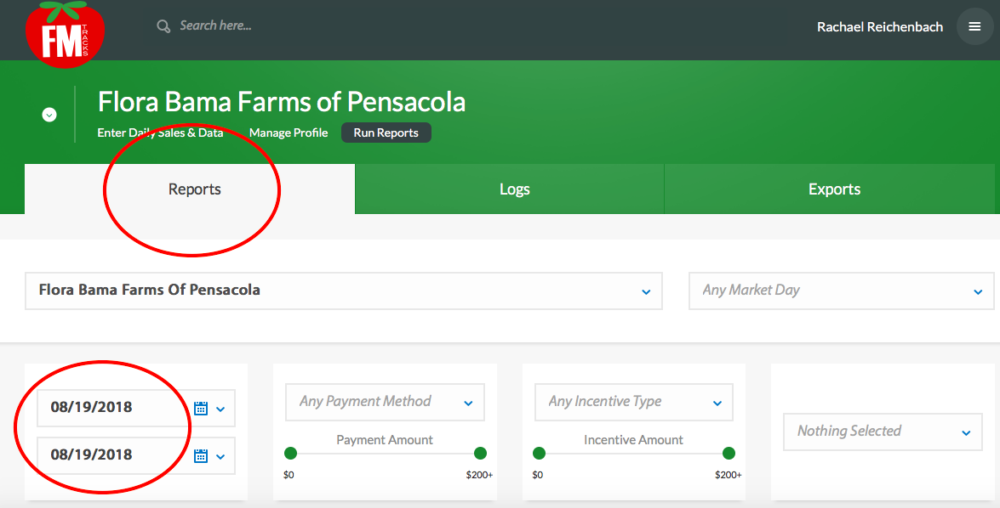 FM TRACKS
Search here...
Rachael Reichenbach
Flora Bama Farms of Pensacola
Enter Daily Sales & Data Manage Profile Run Reports
Reports Logs Exports
Flora Bama Farms Of Pensacola Any Market Day
08/19/2018
08/19/2018
Any Payment Method
Payment Amount
$0 $200+
Any Incentive Type
Incentive Amount
$0 $200+
Nothing Selected